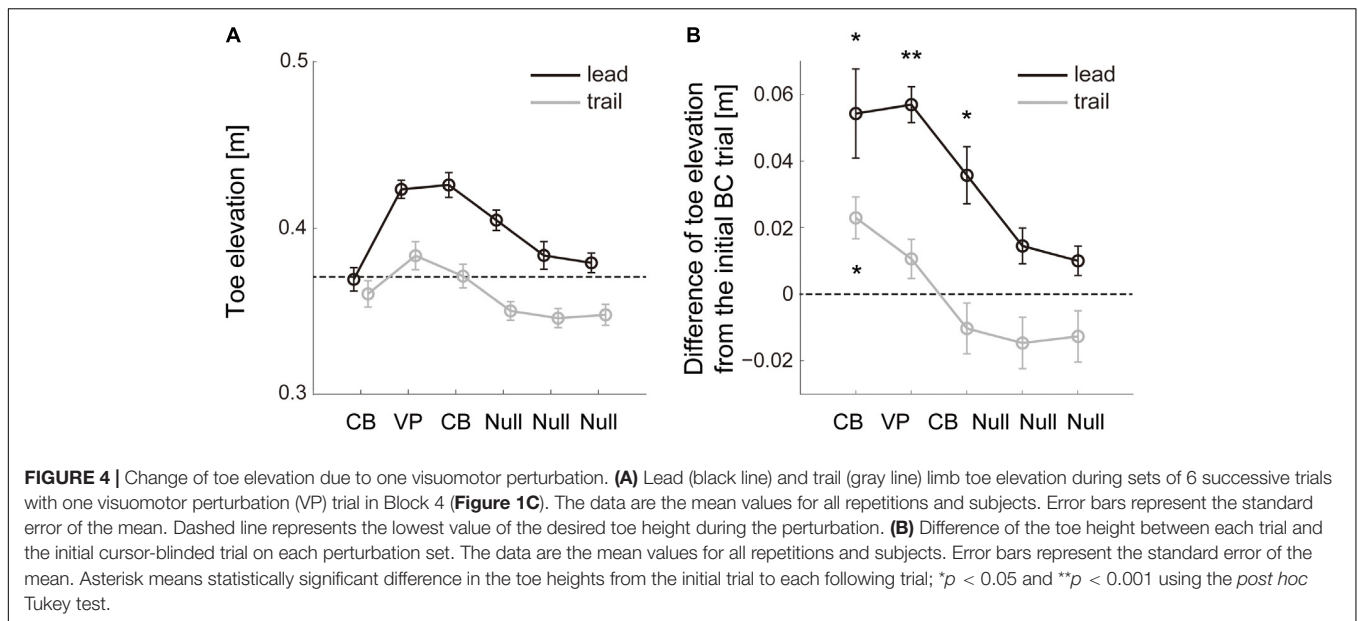 A
B
0.5
0.4
0.3
Toe elevation [m]
lead
trail
CB VP CB Null Null Null
Difference of toe elevation
from the initial BC trial [m]
0.06
0.04
0.02
0
−0.02
*
**
*
*
lead
trail
CB VP CB Null Null
FIGURE 4 | Change of toe elevation due to one visuomotor perturbation. (A) Lead (black line) and trail (gray line) limb toe elevation during sets of 6 successive trials
with one visuomotor perturbation (VP) trial in Block 4 (Figure 1C). The data are the mean values for all repetitions and subjects. Error bars represent the standard
error of the mean. Dashed line represents the lowest value of the desired toe height during the perturbation. (B) Difference of the toe height between each trial and
the initial cursor-blinded trial on each perturbation set. The data are the mean values for all repetitions and subjects. Error bars represent the standard error of the
mean. Asterisk means statistically significant difference in the toe heights from the initial trial to each following trial; *p < 0.05 and **p < 0.001 using the post hoc
Tukey test.